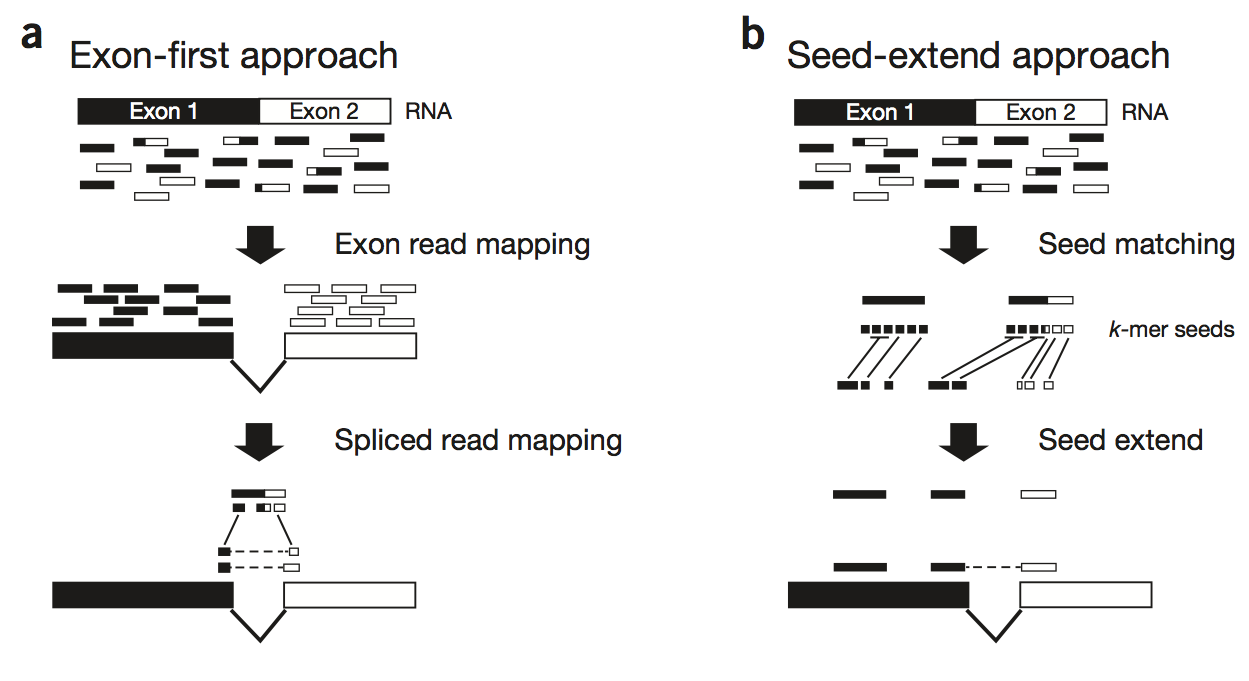 a
Exon-first approach
Exon 1 Exon 2 RNA
Exon read mapping
Spliced read mapping
b
Seed-extend approach
Exon 1 Exon 2 RNA
Seed matching
k-mer seeds
Seed extend